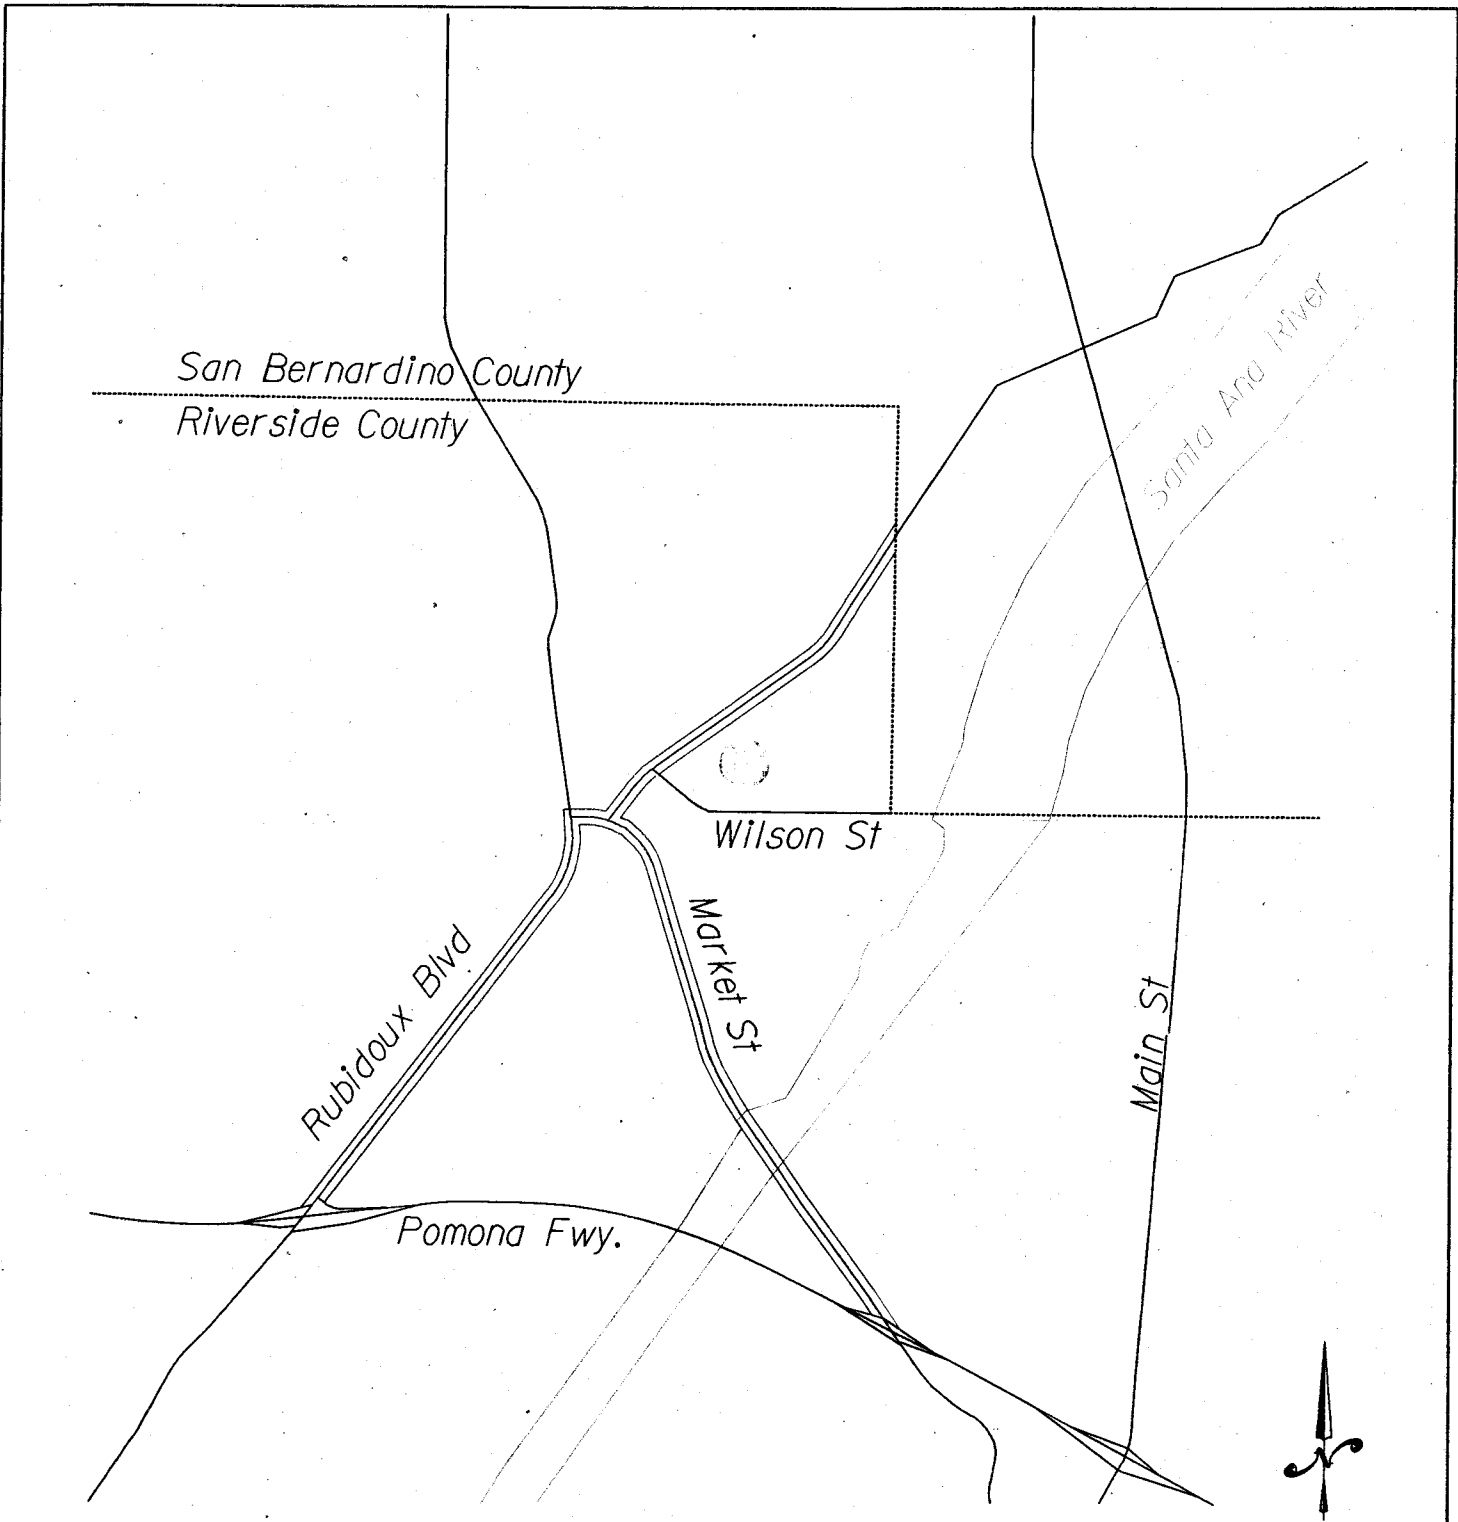 San Bernardino County
Riverside County
Santa Ana River
Wilson St
Market St
Rubidoux Blvd
Main St
Pomona Fwy.
N